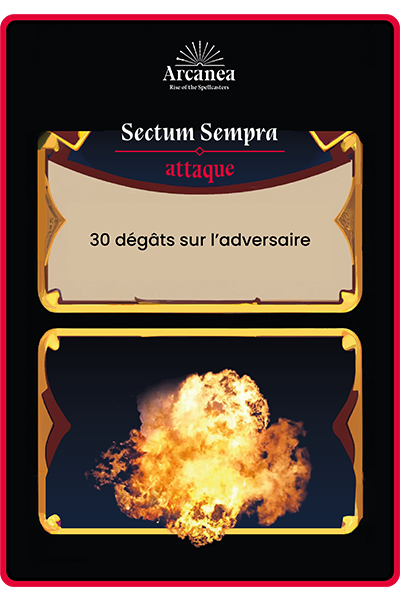 Arcanea
Rise of the Spellcasters
Sectum Sempra
attaque
30 dégâts sur l'adversaire